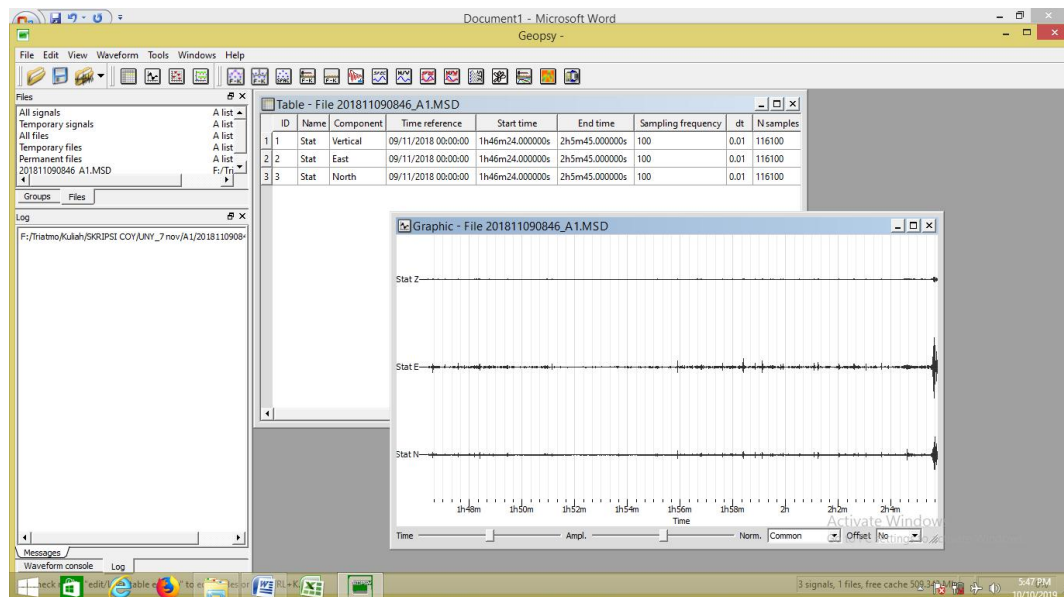 Document1 - Microsoft Word
Geopsy -
File Edit View Waveform Tools Windows Help
Files
All signals A list
Temporary signals A list
All files A list
Temporary files A list
Permanent files A list
201811090846_A1.MSD F:/Tri
Groups Files
Log
F:/Triatmo/Kuliah/SKRIPSI COY/UNY_7 nov/A1/2018110908
Messages
Waveform console Log
Table - File 201811090846_A1.MSD
ID Name Component Time reference Start time End time Sampling frequency dt N samples
1 1 Stat Vertical 09/11/2018 00:00:00 1h46m24.000000s 2h5m45.000000s 100 0.01 116100
2 2 Stat East 09/11/2018 00:00:00 1h46m24.000000s 2h5m45.000000s 100 0.01 116100
3 3 Stat North 09/11/2018 00:00:00 1h46m24.000000s 2h5m45.000000s 100 0.01 116100
Graphic - File 201811090846_A1.MSD
Stat Z
Stat E
Stat N
1h48m 1h50m 1h52m 1h54m 1h56m 1h58m 2h 2h2m 2h4m
Time
Activate Window
Time Ampl. Norm. Common Offset No
3 signals, 1 files, free cache
5:47 PM
10/10/2019